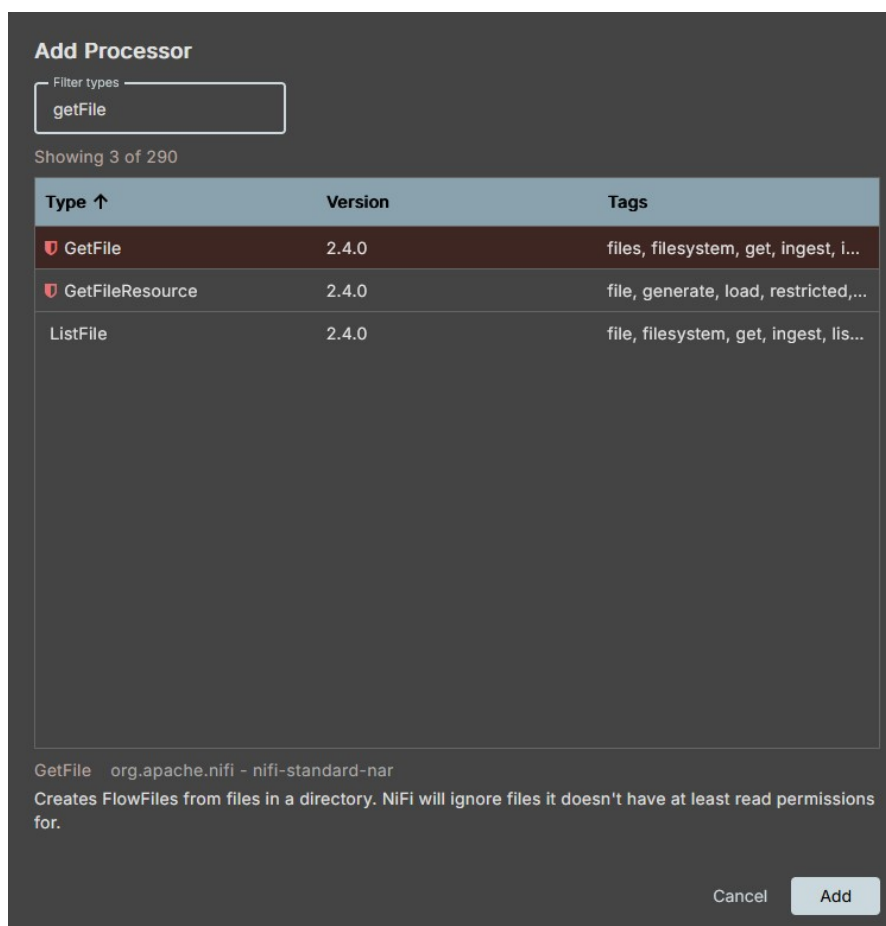 Add Processor
Filter types
getFile
Showing 3 of 290
Type ↑ Version Tags
GetFile 2.4.0 files, filesystem, get, ingest, i...
GetFileResource 2.4.0 file, generate, load, restricted,...
ListFile 2.4.0 file, filesystem, get, ingest, lis...
GetFile org.apache.nifi - nifi-standard-nar
Creates FlowFiles from files in a directory. NiFi will ignore files it doesn't have at least read permissions
for.
Cancel Add